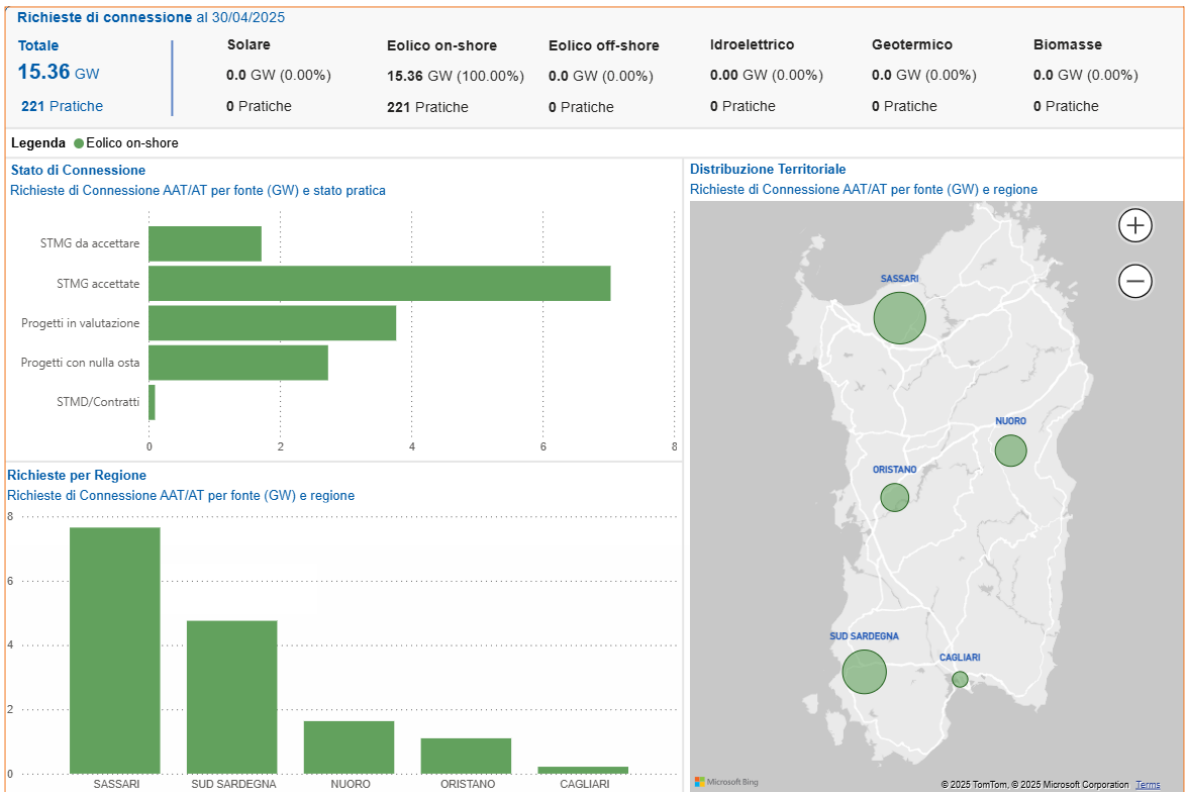 Richieste di connessione al 30/04/2025
Totale
15.36 GW
221 Pratiche
Solare
0.0 GW (0.00%)
0 Pratiche
Eolico on-shore
15.36 GW (100.00%)
221 Pratiche
Eolico off-shore
0.0 GW (0.00%)
0 Pratiche
Idroelettrico
0.00 GW (0.00%)
0 Pratiche
Geotermico
0.0 GW (0.00%)
0 Pratiche
Biomasse
0.0 GW (0.00%)
0 Pratiche
Legenda Eolico on-shore
Stato di Connessione
Richieste di Connessione AAT/AT per fonte (GW) e stato pratica
STMG da accettare
STMG accettate
Progetti in valutazione
Progetti con nulla osta
STMD/Contratti
0 2 4 6 8
Richieste per Regione
Richieste di Connessione AAT/AT per fonte (GW) e regione
8
6
4
2
0
SASSARI SUD SARDEGNA NUORO ORISTANO CAGLIARI
Distribuzione Territoriale
Richieste di Connessione AAT/AT per fonte (GW) e regione
SASSARI
NUORO
ORISTANO
SUD SARDEGNA
CAGLIARI
Microsoft Bing
© 2025 TomTom, © 2025 Microsoft Corporation Terms